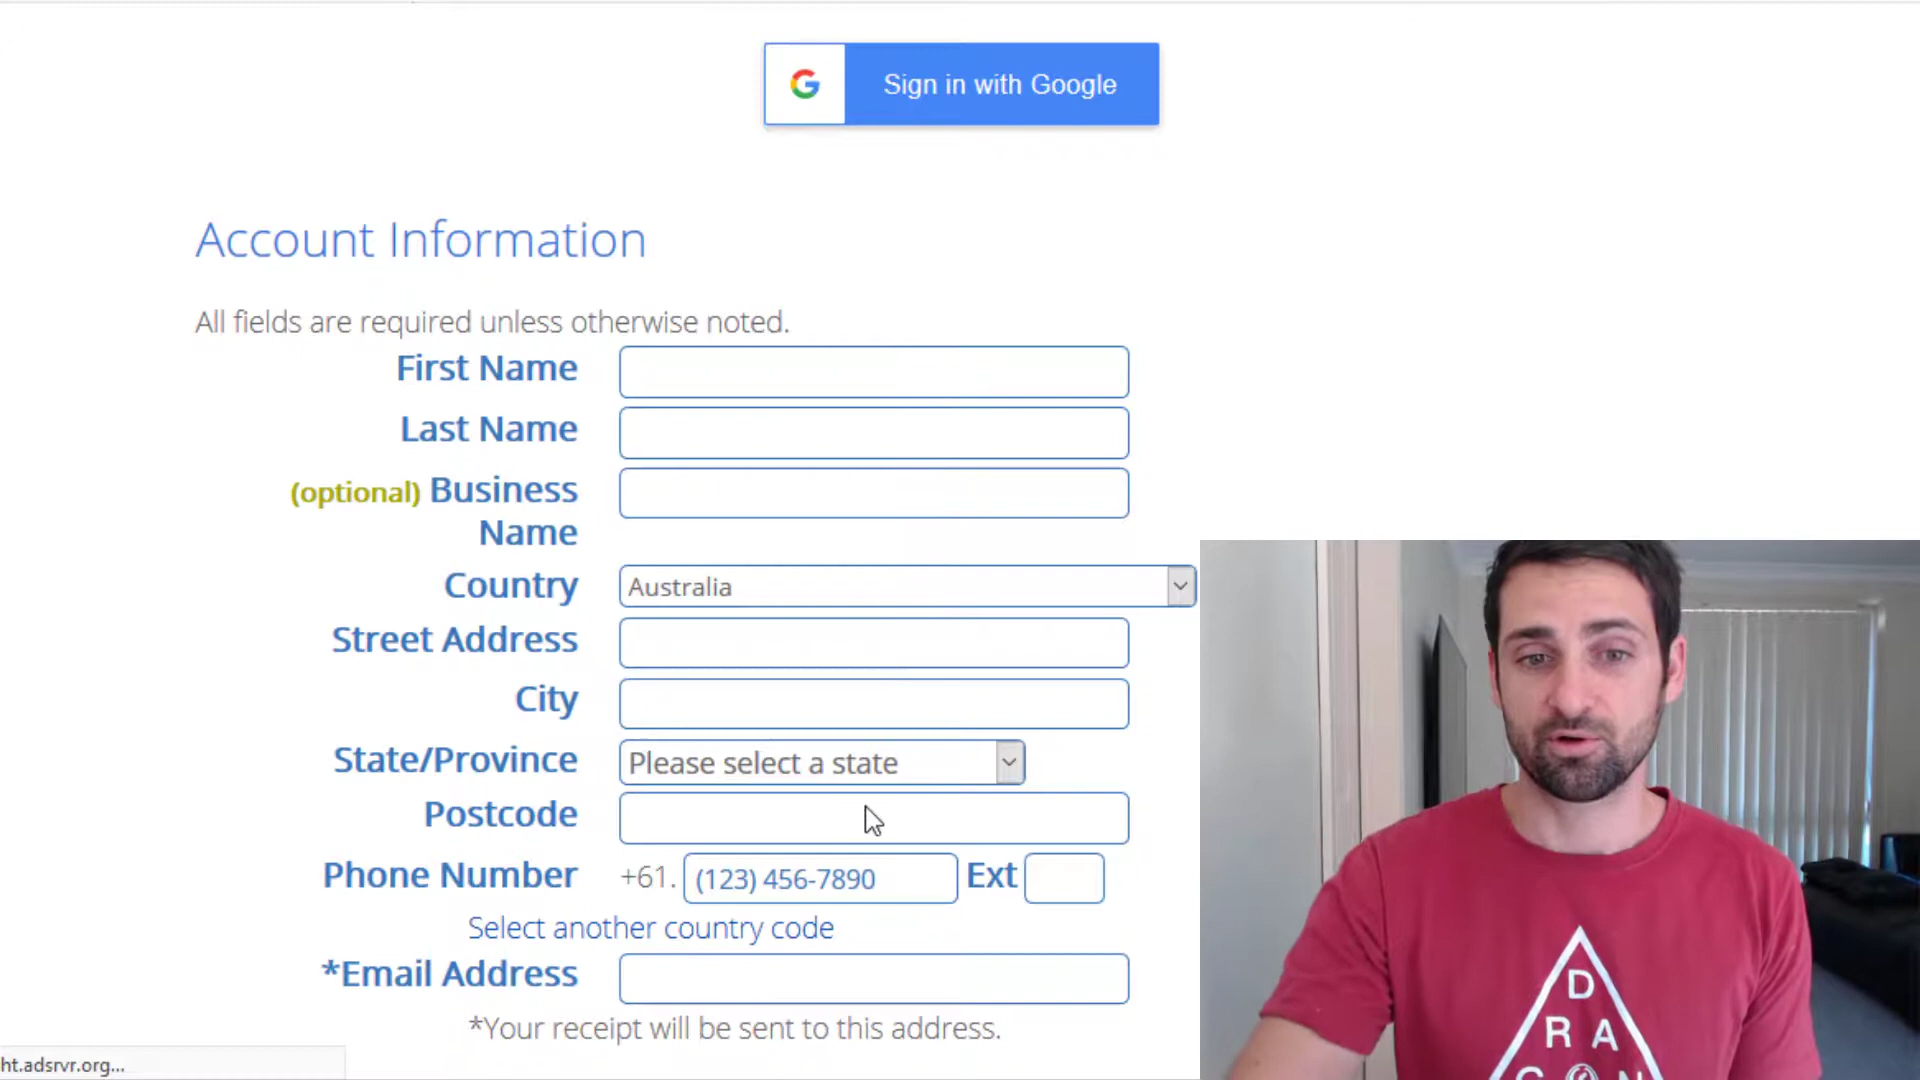 Sign in with Google
Account Information
All fields are required unless otherwise noted.
First Name
Last Name
(optional) Business
Name
Country Australia
Street Address
City
State/Province Please select a state
Postcode
Phone Number +61. (123) 456-7890 Ext
Select another country code
*Email Address
*Your receipt will be sent to this address.
ht.adsrvr.org...
D
RA